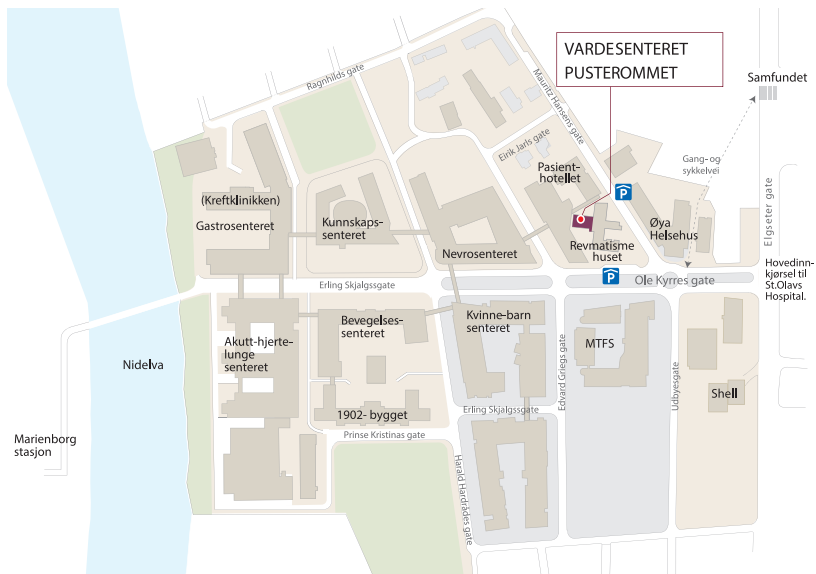 VARDESENTERET
PUSTEROMMET
Samfundet
Ragnhilds gate
Mauritz Hansens gate
Eirik Jarls gate
Gang- og
sykkelvei
Elgseter gate
Pasient-
hotellet
(Kreftklinikken)
Gastrosenteret
Kunnskaps-
senteret
Nevrosenteret
Revmatisme
huset
Øya
Helsehus
P
P
Hovedinn-
kjørsel til
St.Olavs
Hospital.
Erling Skjalgssgate
Ole Kyrres gate
Bevegelses-
senteret
Kvinne-barn
senteret
Akutt-hjerte-
lunge
senteret
MTFS
Edvard Griegs gate
Udbyesgate
Nidelva
Shell
1902- bygget
Erling Skjalgssgate
Prinse Kristinas gate
Marienborg
stasjon
Harald Hardrådes gate